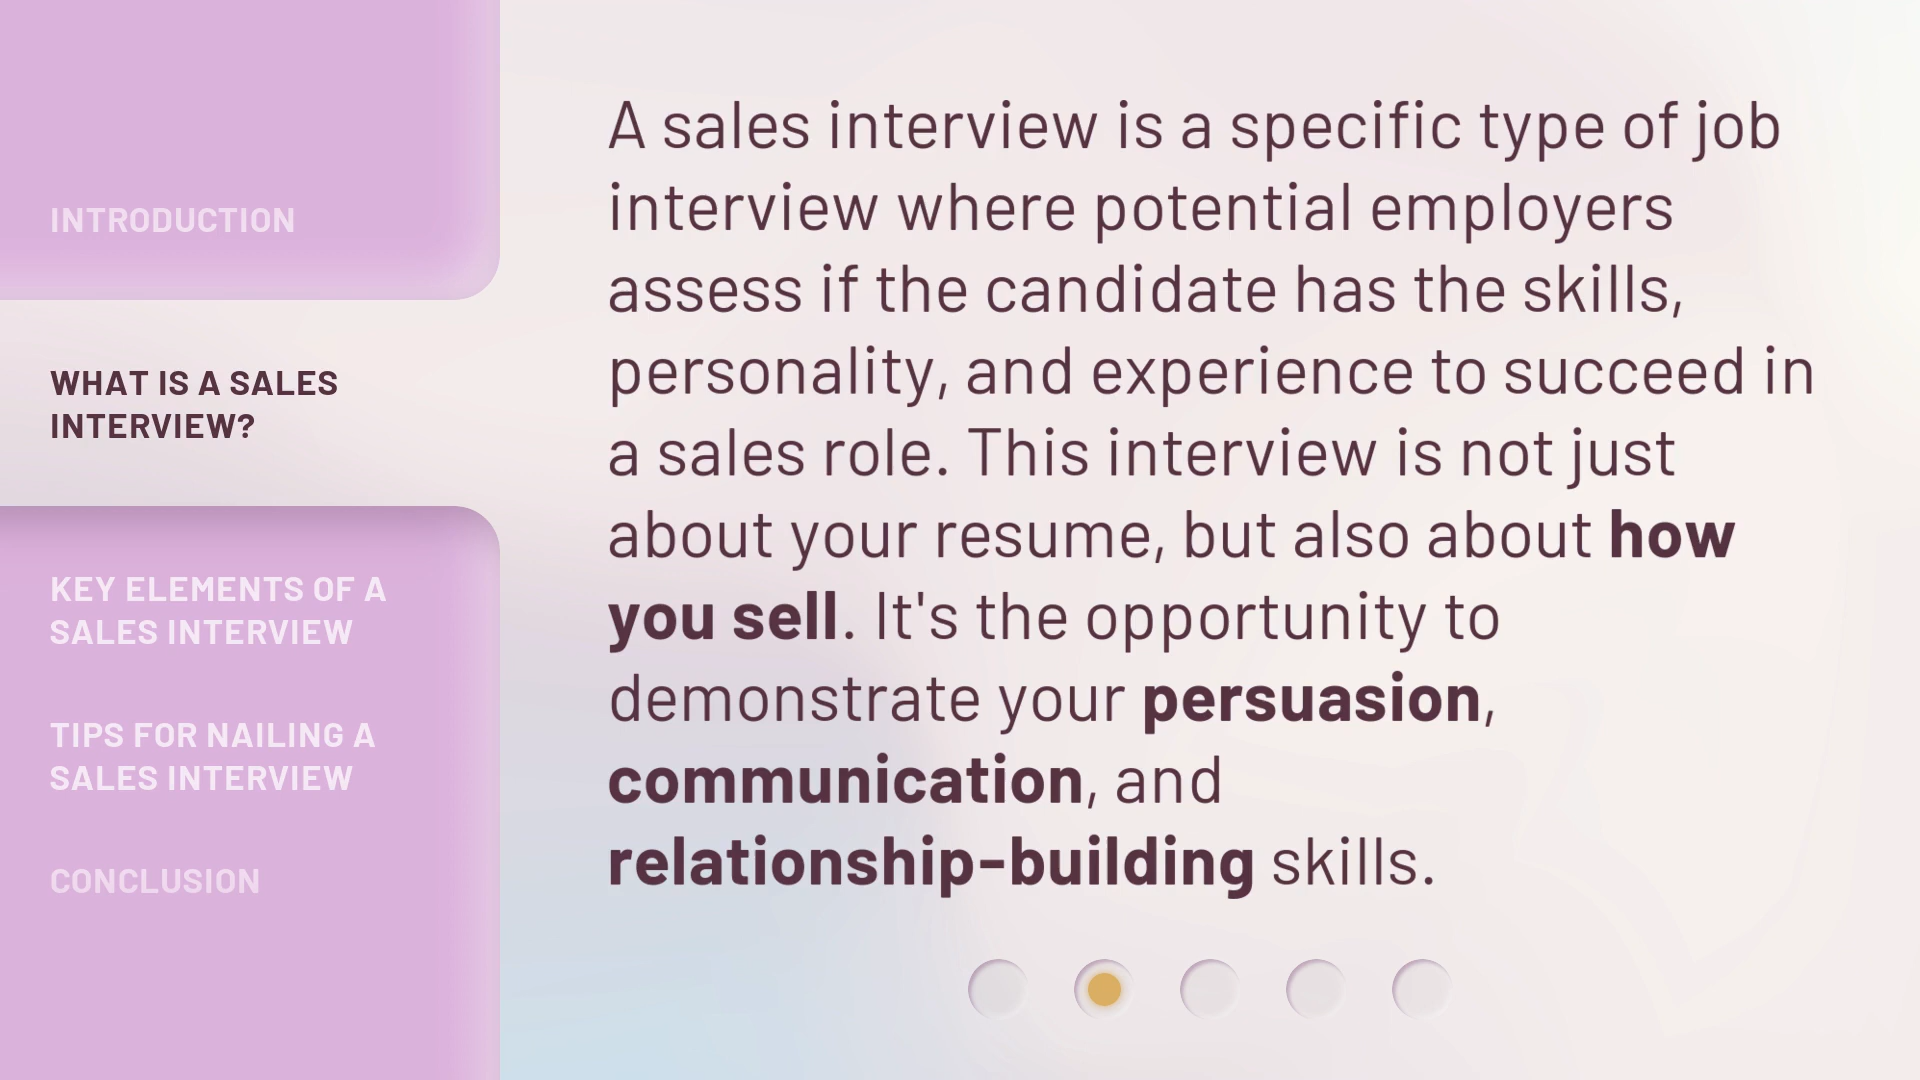 INTRODUCTION
WHAT IS A SALES
INTERVIEW?
KEY ELEMENTS OF A
SALES INTERVIEW
TIPS FOR NAILING A
SALES INTERVIEW
CONCLUSION
A sales interview is a specific type of job
interview where potential employers
assess if the candidate has the skills,
personality, and experience to succeed in
a sales role. This interview is not just
about your resume, but also about how
you sell. It's the opportunity to
demonstrate your persuasion,
communication, and
relationship-building skills.